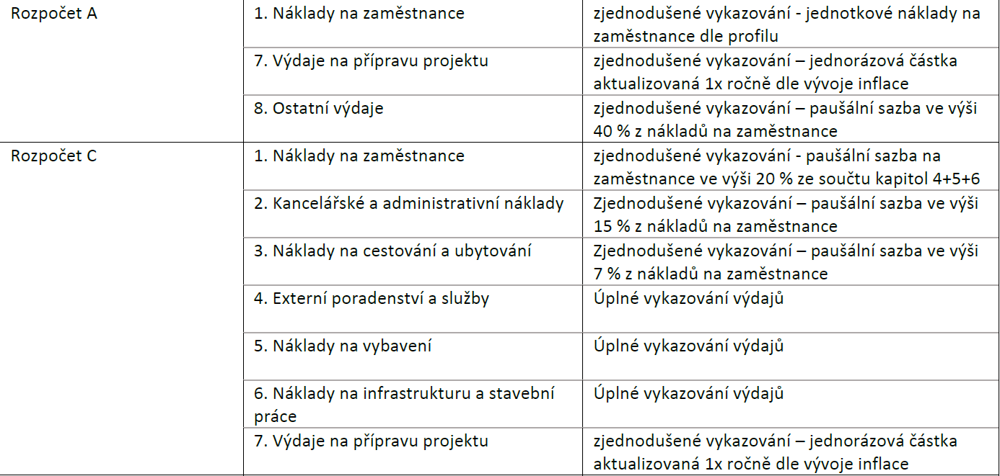 Rozpočet A
1. Náklady na zaměstnance
zjednodušené vykazování - jednotkové náklady na
zaměstnance dle profilu
7. Výdaje na přípravu projektu
zjednodušené vykazování – jednorázová částka
aktualizovaná 1x ročně dle vývoje inflace
8. Ostatní výdaje
zjednodušené vykazování – paušální sazba ve výši
40 % z nákladů na zaměstnance
Rozpočet C
1. Náklady na zaměstnance
zjednodušené vykazování - paušální sazba na
zaměstnance ve výši 20 % ze součtu kapitol 4+5+6
2. Kancelářské a administrativní náklady
Zjednodušené vykazování – paušální sazba ve výši
15 % z nákladů na zaměstnance
3. Náklady na cestování a ubytování
Zjednodušené vykazování – paušální sazba ve výši
7 % z nákladů na zaměstnance
4. Externí poradenství a služby
Úplné vykazování výdajů
5. Náklady na vybavení
Úplné vykazování výdajů
6. Náklady na infrastrukturu a stavební
práce
Úplné vykazování výdajů
7. Výdaje na přípravu projektu
zjednodušené vykazování – jednorázová částka
aktualizovaná 1x ročně dle vývoje inflace